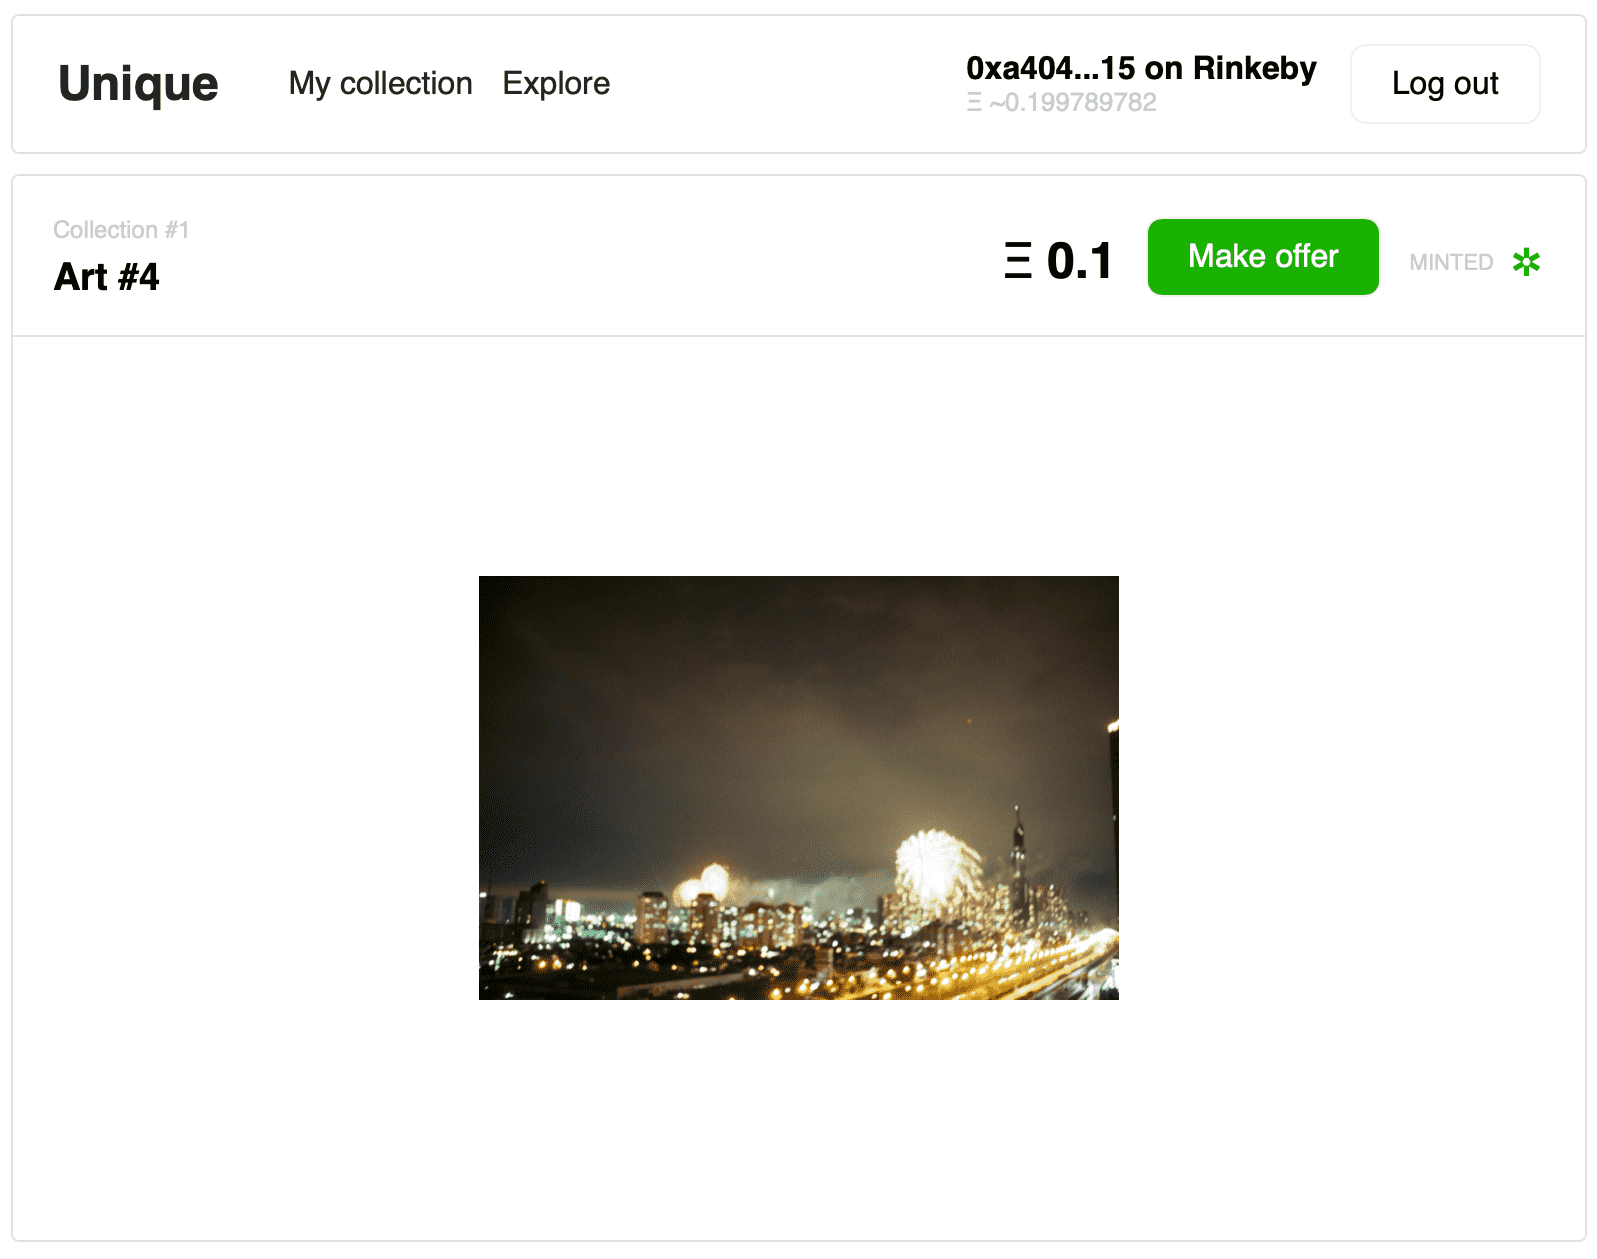 Unique
My collection
Explore
0xa404...15 on Rinkeby
Ξ ~0.199789782
Log out
Collection #1
Art #4
Ξ 0.1
Make offer
MINTED